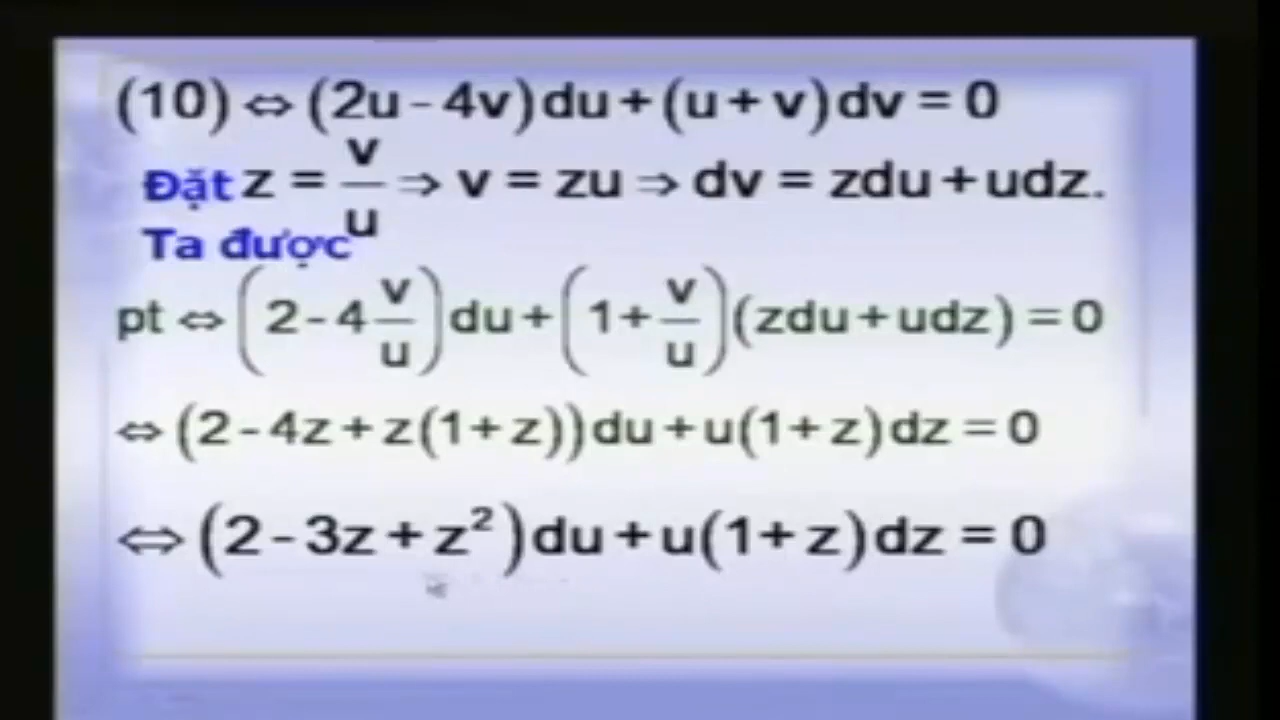 (10) ⇔ (2u - 4v)du + (u + v)dv = 0
Đặt z = v/u ⇒ v = zu ⇒ dv = zdu + udz.
Ta được
pt ⇔ (2 - 4 v/u)du + (1 + v/u)(zdu + udz) = 0
⇔ (2 - 4z + z(1 + z))du + u(1 + z)dz = 0
⇔ (2 - 3z + z²)du + u(1 + z)dz = 0